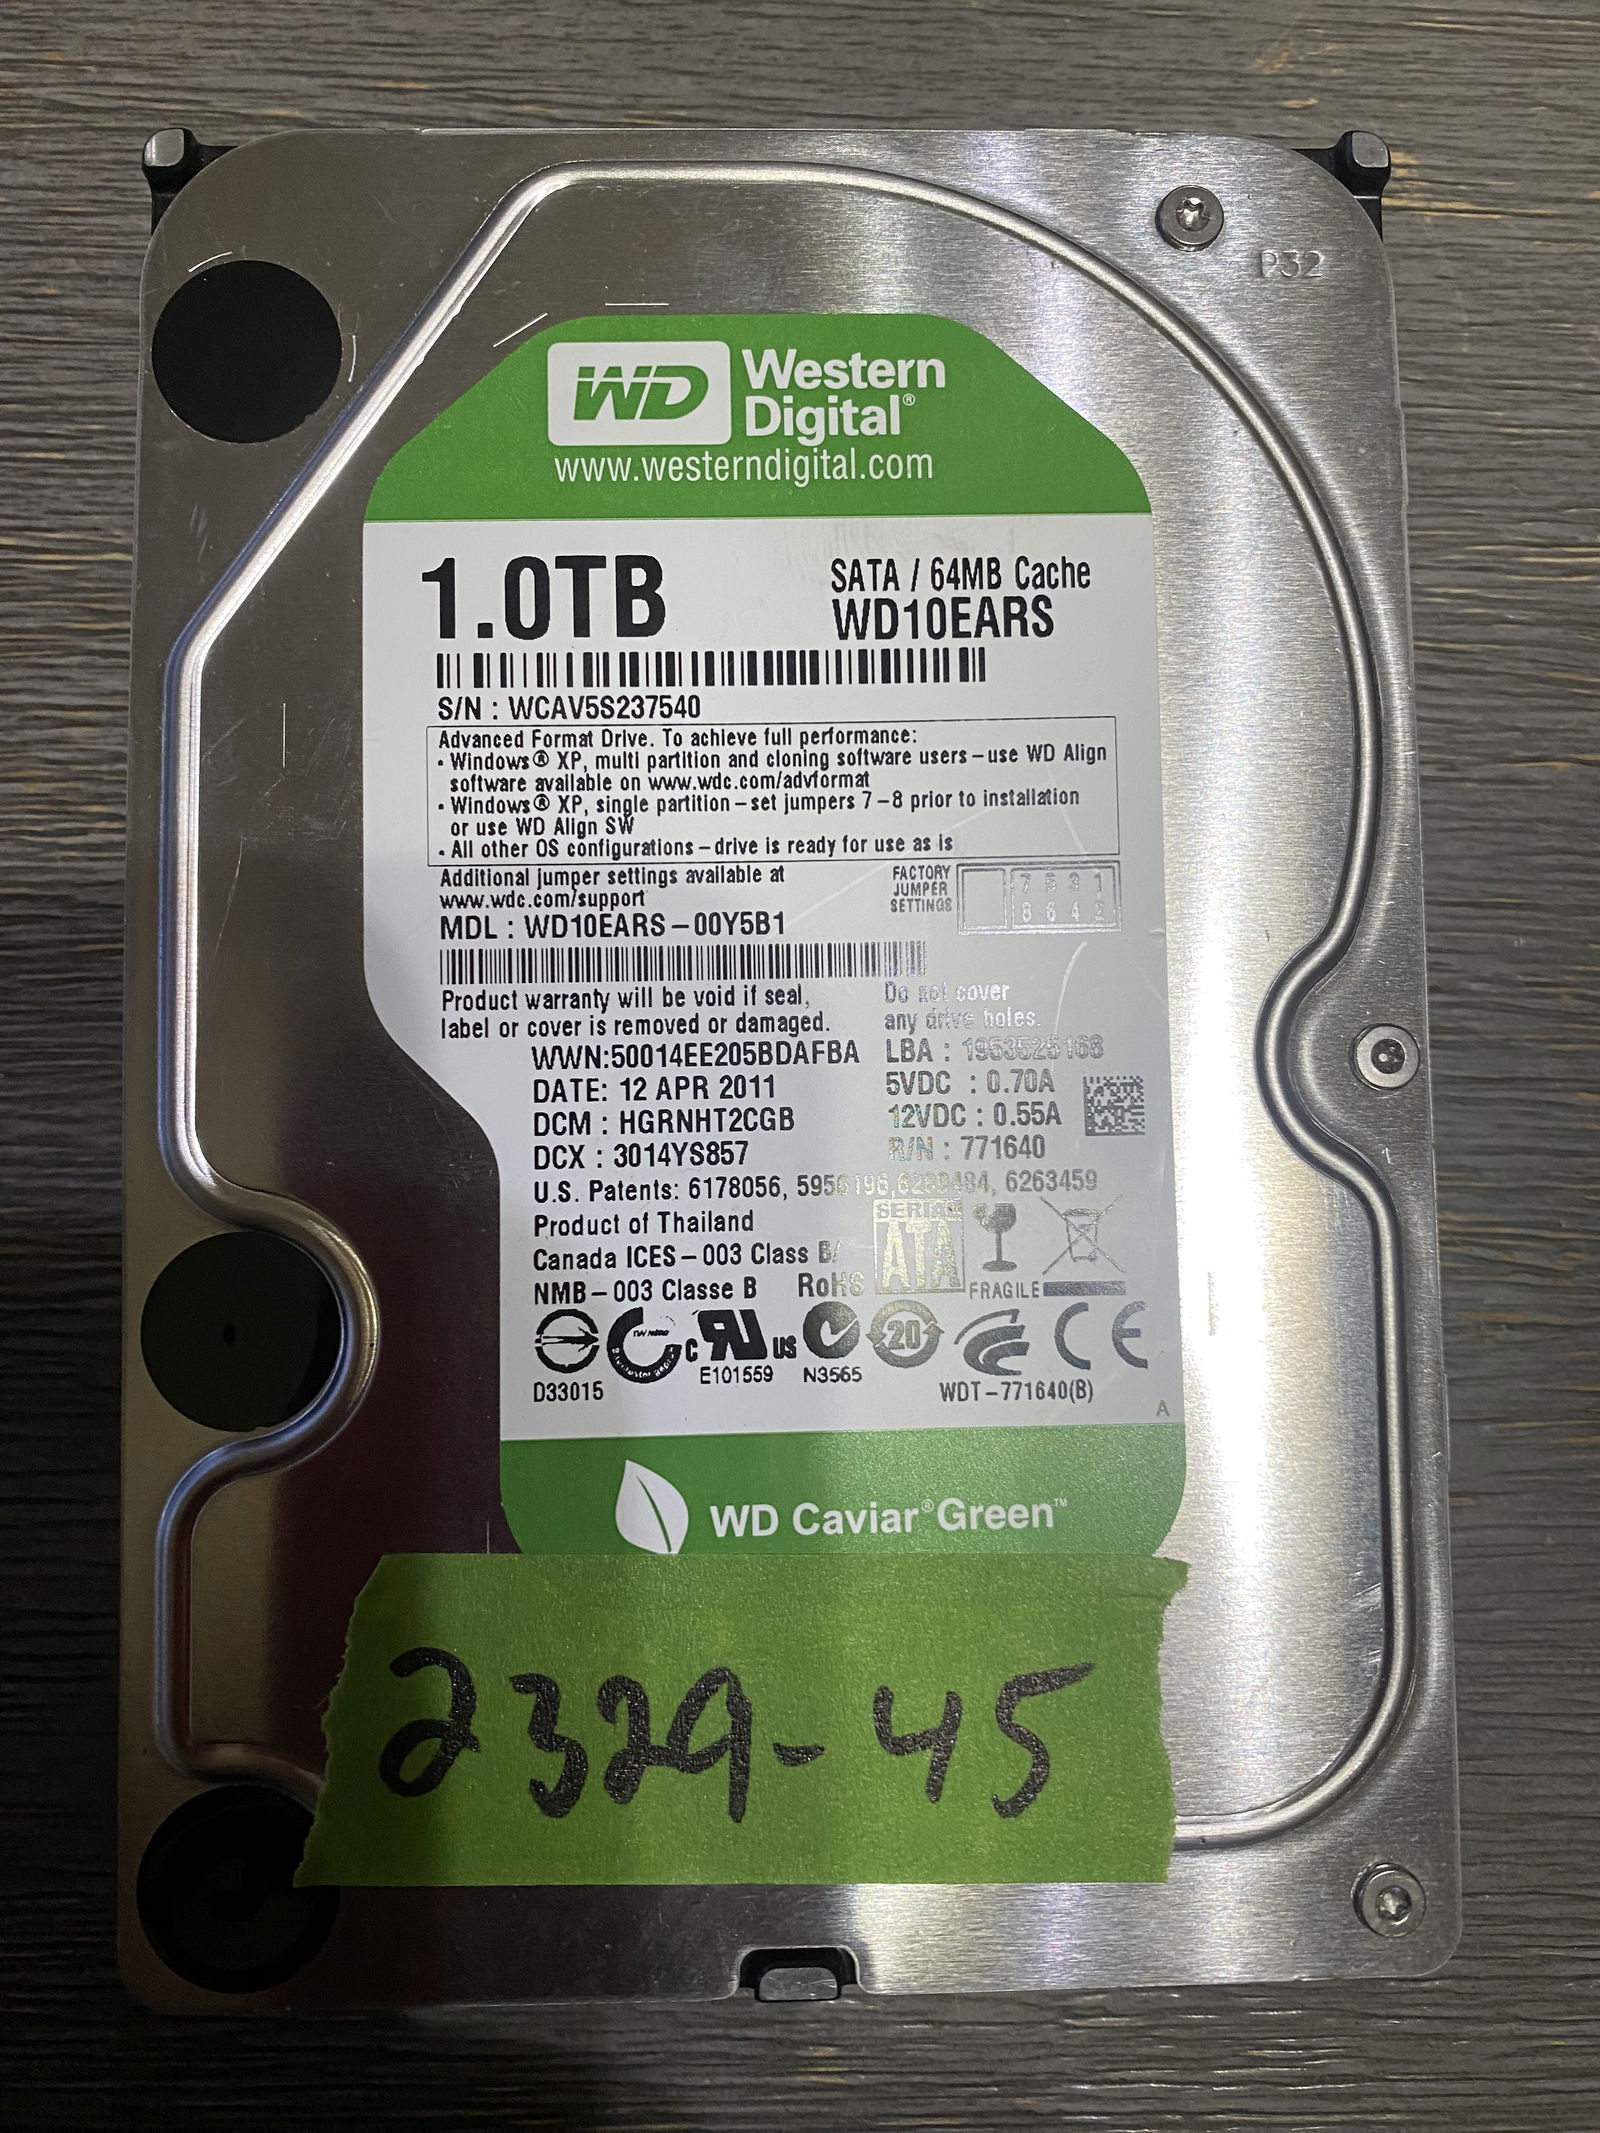 P32
WD Western
Digital®
www.westerndigital.com
1.0TB
SATA / 64MB Cache
WD10EARS
S/N : WCAV5S237540
Advanced Format Drive. To achieve full performance:
• Windows® XP, multi partition and cloning software users – use WD Align
software available on www.wdc.com/advformat
• Windows® XP, single partition – set jumpers 7 – 8 prior to installation
or use WD Align SW
• All other OS configurations – drive is ready for use as is
Additional jumper settings available at
www.wdc.com/support
FACTORY
JUMPER
SETTINGS
7 5 3 1
8 6 4 2
MDL : WD10EARS – 00Y5B1
Product warranty will be void if seal,
label or cover is removed or damaged.
Do not cover
any drive holes.
WWN:50014EE205BDAFBA
LBA : 1953525168
DATE: 12 APR 2011
5VDC : 0.70A
DCM : HGRNHT2CGB
12VDC : 0.55A
DCX : 3014YS857
R/N : 771640
U.S. Patents: 6178056, 5956196, 6289484, 6263459
Product of Thailand
Canada ICES – 003 Class B/
NMB – 003 Classe B
RoHS
SERIAL
ATA
FRAGILE
D33015
c RU us
E101559
N3565
20
CE
WDT – 771640(B)
A
WD Caviar® Green™
2329-45